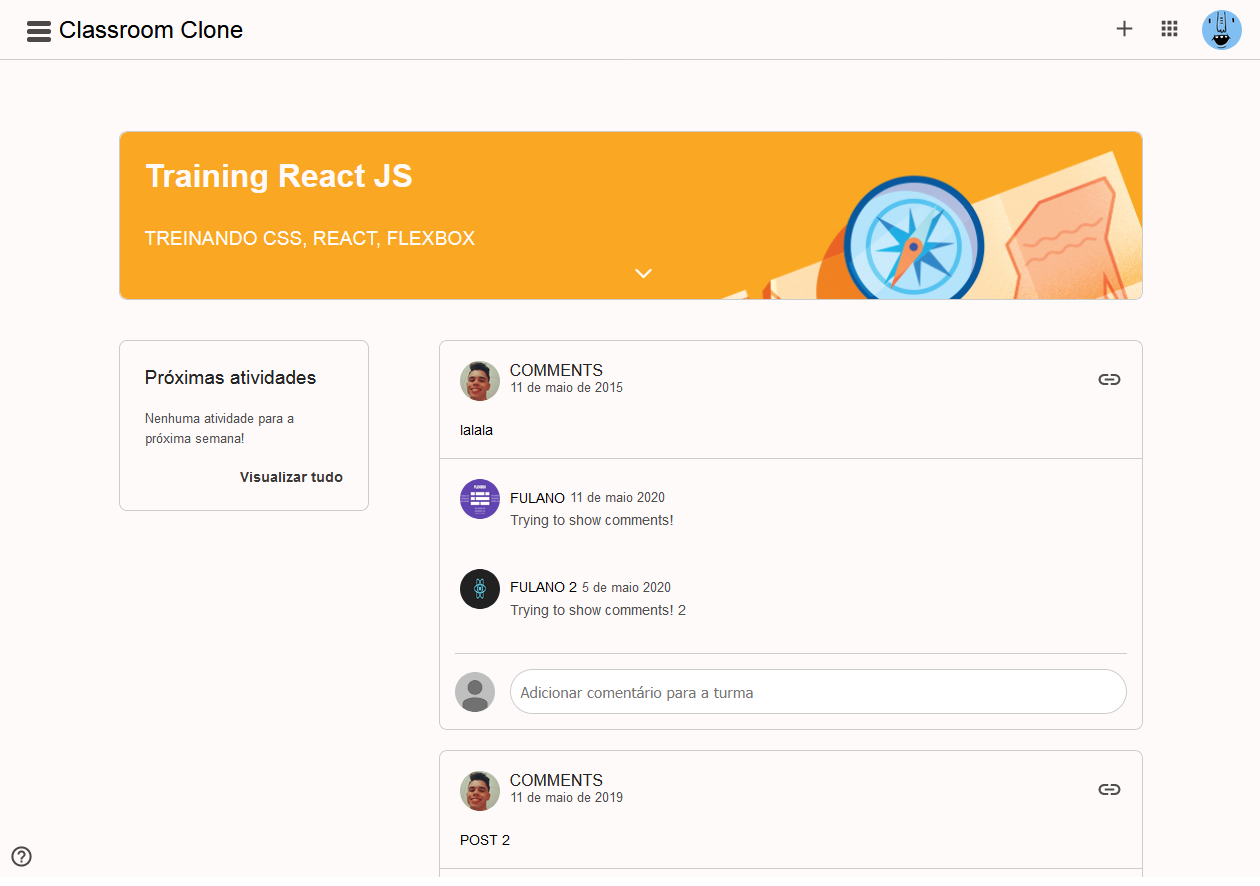 Classroom Clone
Training React JS
TREINANDO CSS, REACT, FLEXBOX
Próximas atividades
Nenhuma atividade para a
próxima semana!
Visualizar tudo
COMMENTS
11 de maio de 2015
lalala
FULANO 11 de maio 2020
Trying to show comments!
FULANO 2 5 de maio 2020
Trying to show comments! 2
Adicionar comentário para a turma
COMMENTS
11 de maio de 2019
POST 2